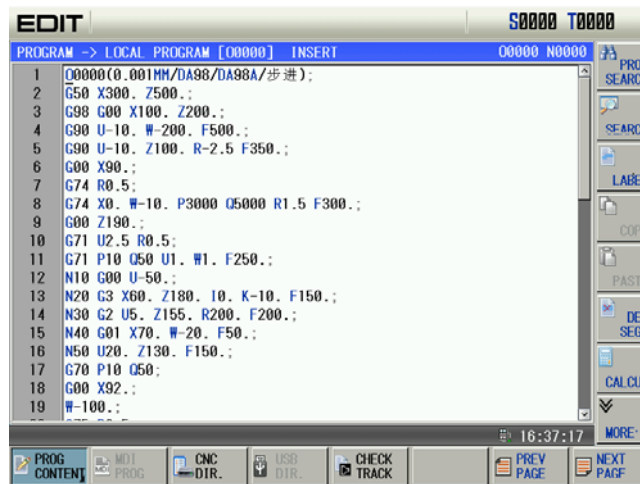 EDIT S0000 T0000
PROGRAM -> LOCAL PROGRAM [O0000] INSERT O0000 N0000
1 O0000(0.001MM/DA98/DA98A/步进);
2 G50 X300. Z500.;
3 G98 G00 X100. Z200.;
4 G90 U-10. W-200. F500.;
5 G90 U-10. Z100. R-2.5 F350.;
6 G00 X90.;
7 G74 R0.5;
8 G74 X0. W-10. P3000 Q5000 R1.5 F300.;
9 G00 Z190.;
10 G71 U2.5 R0.5;
11 G71 P10 Q50 U1. W1. F250.;
12 N10 G00 U-50.;
13 N20 G3 X60. Z180. I0. K-10. F150.;
14 N30 G2 U5. Z155. R200. F200.;
15 N40 G01 X70. W-20. F50.;
16 N50 U20. Z130. F150.;
17 G70 P10 Q50;
18 G00 X92.;
19 W-100.;
PRO
SEARC
SEARC
LABE
COP
PAST
DE
SEG
CALCU
MORE
16:37:17
PROG CONTENT
MDI PROG
CNC DIR.
USB DIR.
CHECK TRACK
PREV PAGE
NEXT PAGE